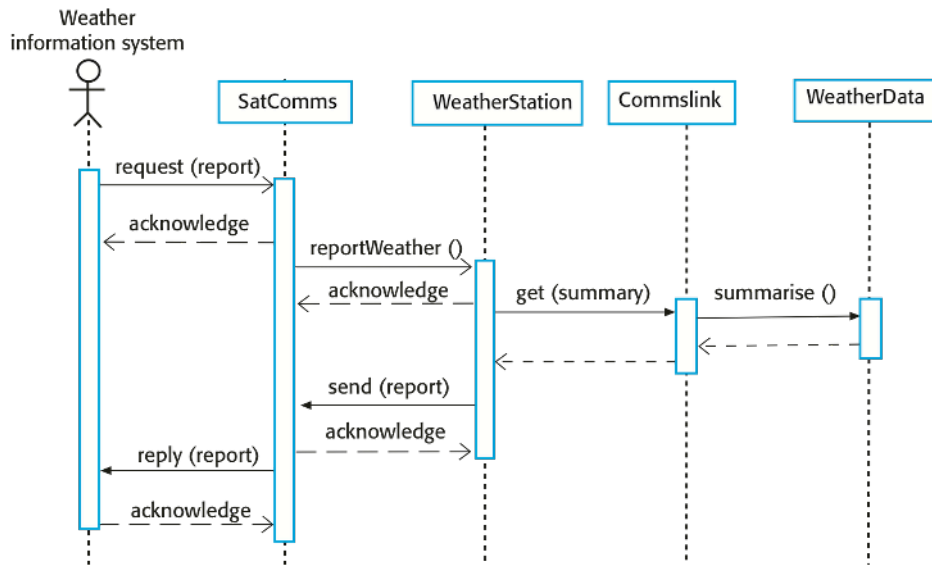 Weather
information system
SatComms
WeatherStation
Commslink
WeatherData
request (report)
acknowledge
reportWeather ()
acknowledge
get (summary)
summarise ()
send (report)
acknowledge
reply (report)
acknowledge